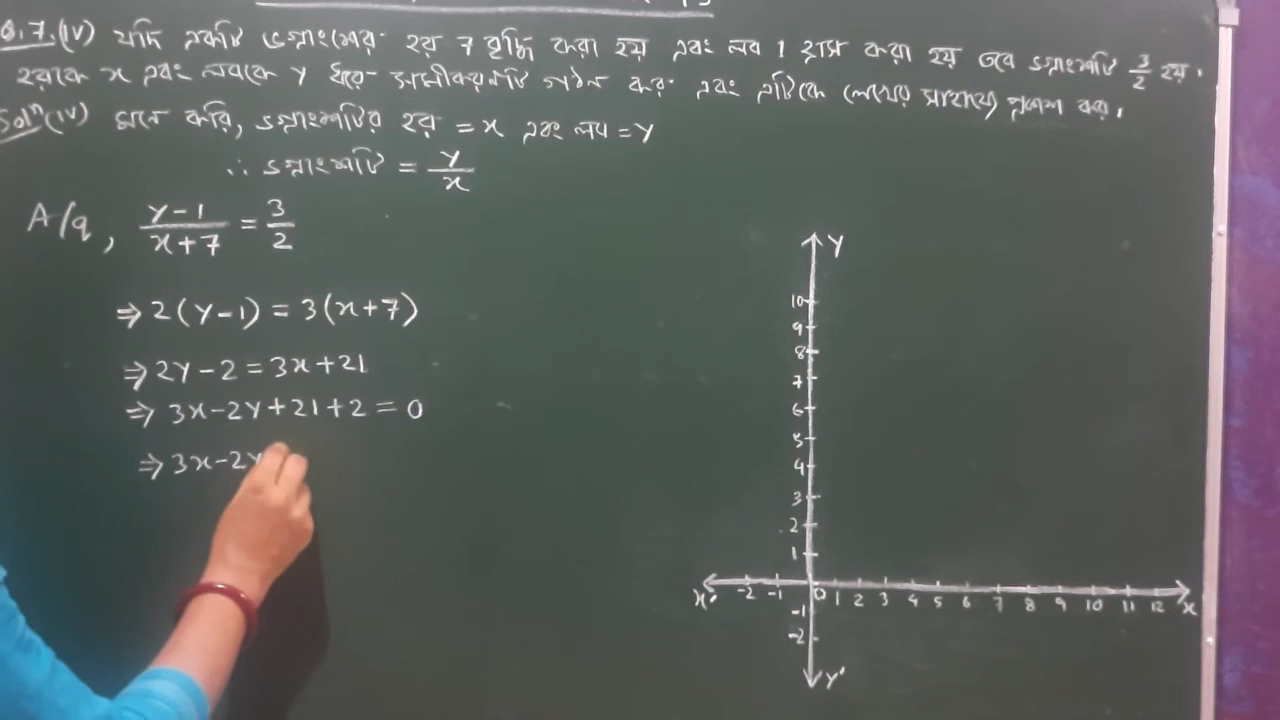 Q.7.(iv) যদি একটি ভগ্নাংশের হর 7 বৃদ্ধি করা হয় এবং লব 1 হ্রাস করা হয় তবে ভগ্নাংশটি 3/2 হয়।
হরকে x এবং লবকে y ধরে সমীকরণটি গঠন কর এবং এটিকে লেখের সাহায্যে প্রকাশ কর।
Solⁿ(iv) মনে করি, ভগ্নাংশটির হর = x এবং লব = y
∴ ভগ্নাংশটি = y/x
A/q, (y-1)/(x+7) = 3/2
⇒ 2(y-1) = 3(x+7)
⇒ 2y-2 = 3x+21
⇒ 3x-2y+21+2 = 0
⇒ 3x-2y
Y
10
9
8
7
6
5
4
3
2
1
X' -2 -1 0 1 2 3 4 5 6 7 8 9 10 11 12 X
-1
-2
Y'